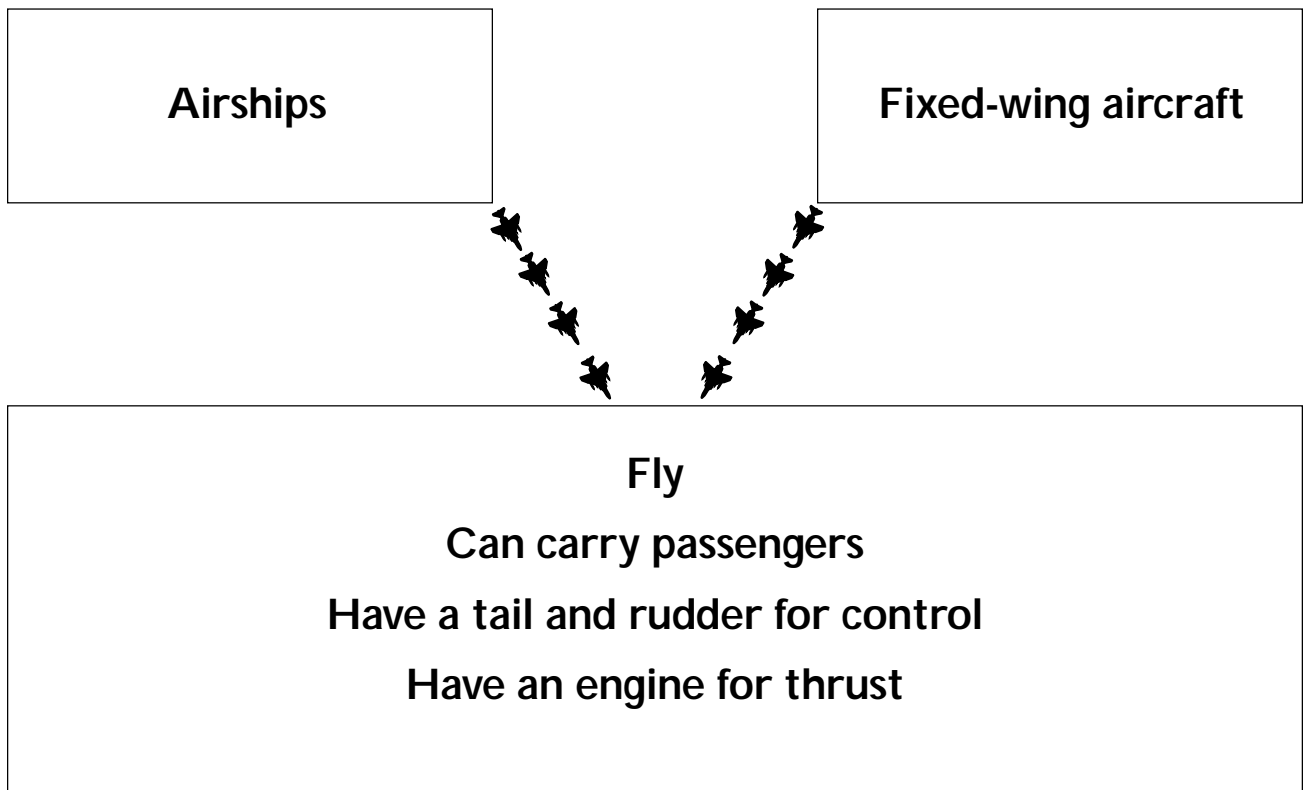 Airships
Fixed-wing aircraft
Fly
Can carry passengers
Have a tail and rudder for control
Have an engine for thrust